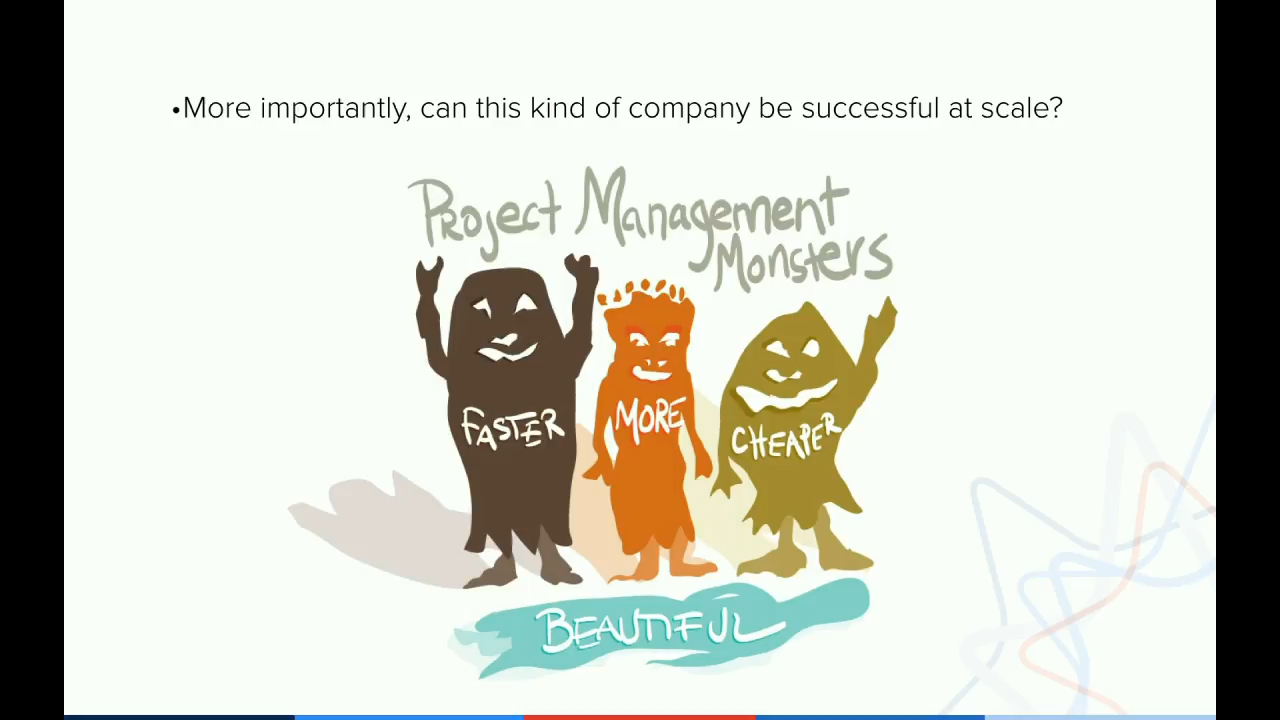 •More importantly, can this kind of company be successful at scale?
Project Management
Monsters
FASTER
MORE
CHEAPER
BEAUTIFUL